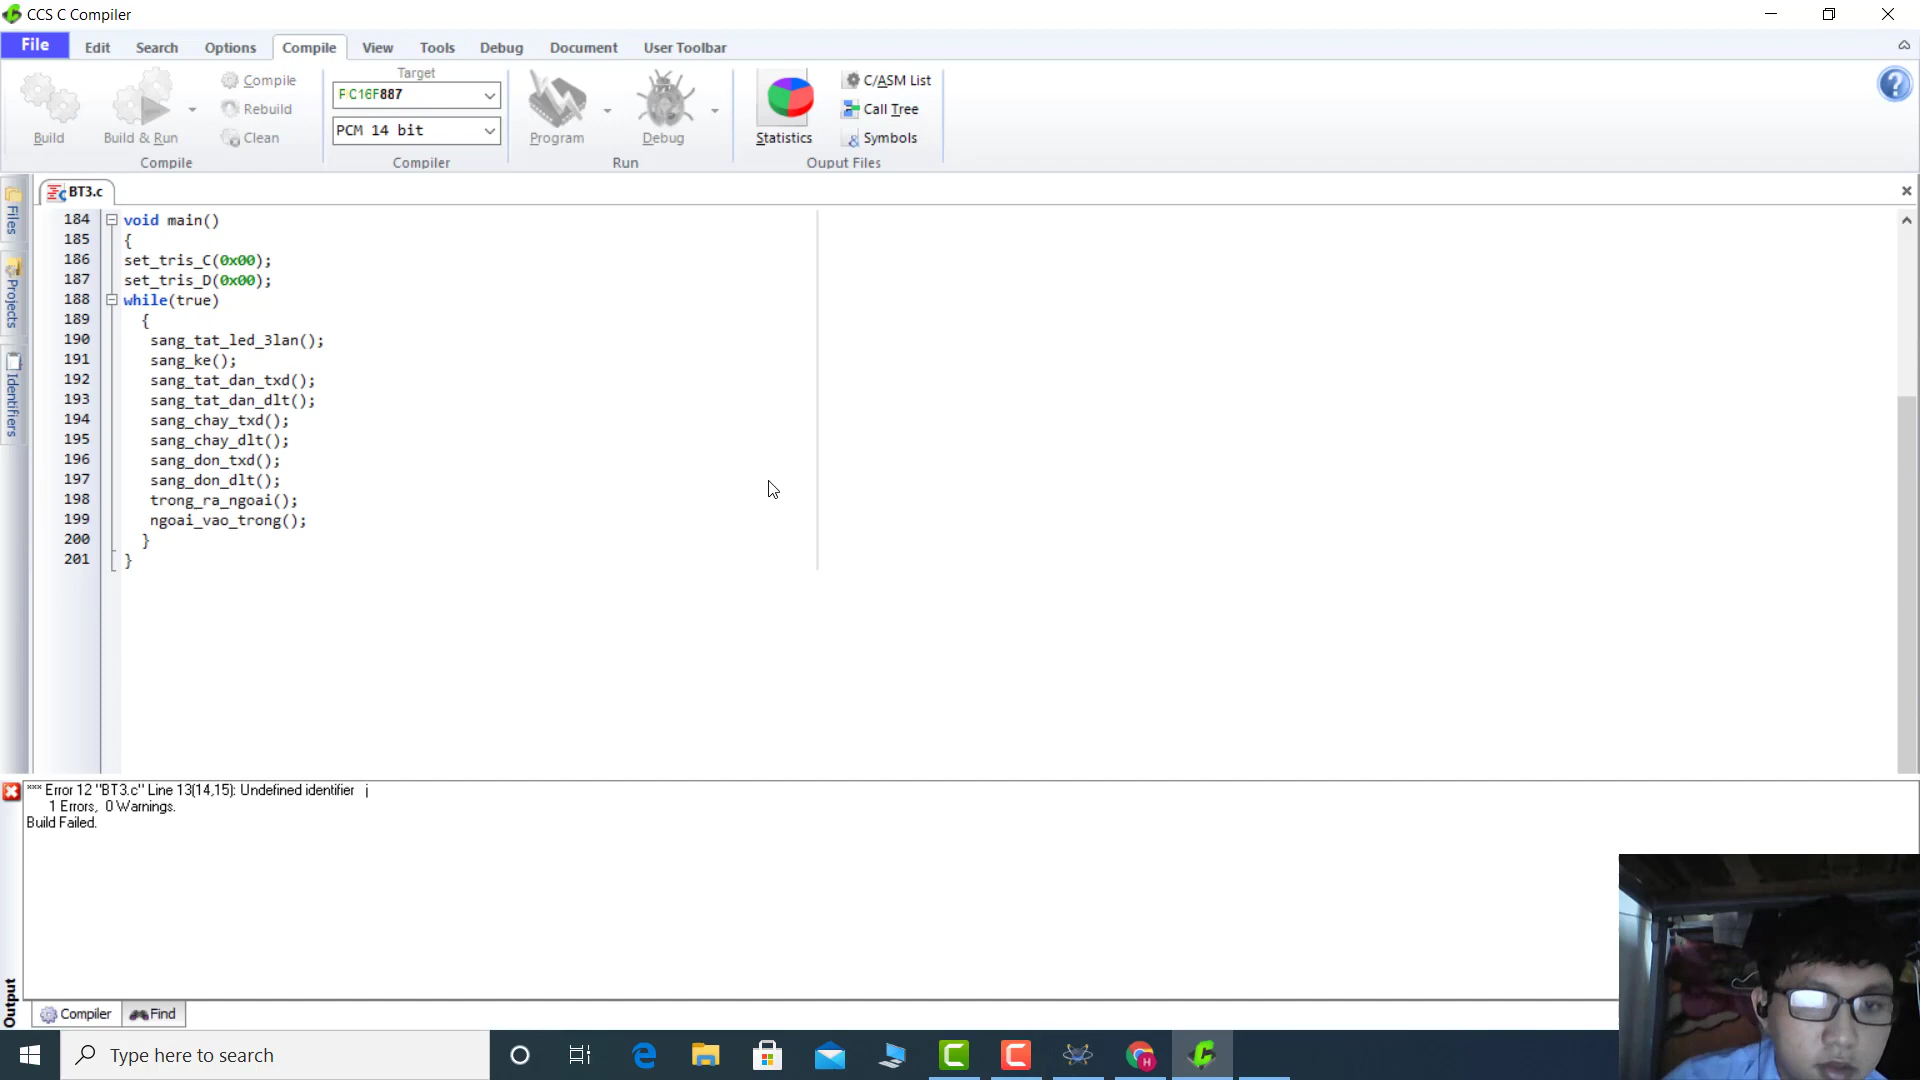 CCS C Compiler
File Edit Search Options Compile View Tools Debug Document User Toolbar
Build
Build & Run
Compile
Rebuild
Clean
Compile
Target
PIC16F887
PCM 14 bit
Compiler
Program
Debug
Run
Statistics
C/ASM List
Call Tree
Symbols
Ouput Files
Files
Projects
Identifiers
BT3.c
184 void main()
185 {
186 set_tris_C(0x00);
187 set_tris_D(0x00);
188 while(true)
189 {
190 sang_tat_led_3lan();
191 sang_ke();
192 sang_tat_dan_txd();
193 sang_tat_dan_dlt();
194 sang_chay_txd();
195 sang_chay_dlt();
196 sang_don_txd();
197 sang_don_dlt();
198 trong_ra_ngoai();
199 ngoai_vao_trong();
200 }
201 }
*** Error 12 "BT3.c" Line 13(14,15): Undefined identifier j
1 Errors, 0 Warnings.
Build Failed.
Output
Compiler Find
Type here to search